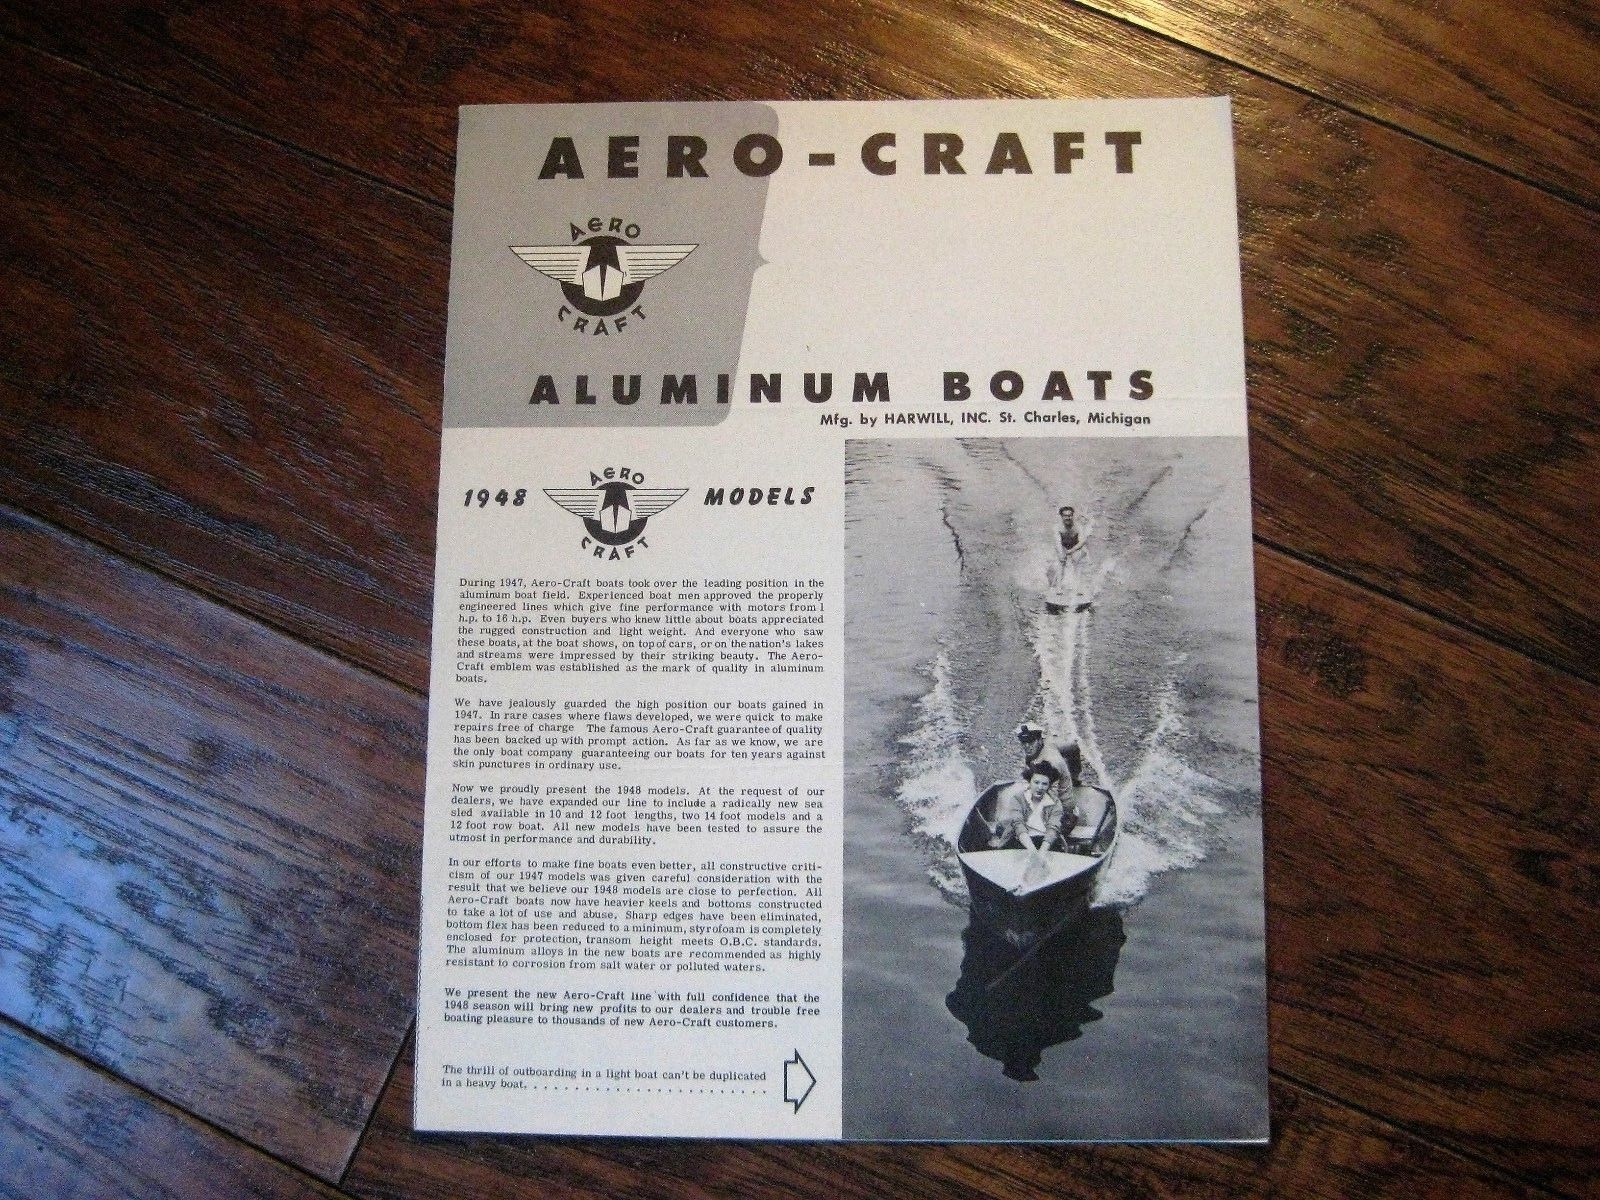 AERO-CRAFT
AERO
CRAFT
ALUMINUM BOATS
Mfg. by HARWILL, INC. St. Charles, Michigan
1948 AERO CRAFT MODELS
During 1947, Aero-Craft boats took over the leading position in the
aluminum boat field. Experienced boat men approved the properly
engineered lines which give fine performance with motors from 1
h.p. to 16 h.p. Even buyers who knew little about boats appreciated
the rugged construction and light weight. And everyone who saw
these boats, at the boat shows, on top of cars, or on the nation's lakes
and streams were impressed by their striking beauty. The Aero-
Craft emblem was established as the mark of quality in aluminum
boats.
We have jealously guarded the high position our boats gained in
1947. In rare cases where flaws developed, we were quick to make
repairs free of charge The famous Aero-Craft guarantee of quality
has been backed up with prompt action. As far as we know, we are
the only boat company guaranteeing our boats for ten years against
skin punctures in ordinary use.
Now we proudly present the 1948 models. At the request of our
dealers, we have expanded our line to include a radically new sea
sled available in 10 and 12 foot lengths, two 14 foot models and a
12 foot row boat. All new models have been tested to assure the
utmost in performance and durability.
In our efforts to make fine boats even better, all constructive criti-
cism of our 1947 models was given careful consideration with the
result that we believe our 1948 models are close to perfection. All
Aero-Craft boats now have heavier keels and bottoms constructed
to take a lot of use and abuse. Sharp edges have been eliminated,
bottom flex has been reduced to a minimum, styrofoam is completely
enclosed for protection, transom height meets O.B.C. standards.
The aluminum alloys in the new boats are recommended as highly
resistant to corrosion from salt water or polluted waters.
We present the new Aero-Craft line with full confidence that the
1948 season will bring new profits to our dealers and trouble free
boating pleasure to thousands of new Aero-Craft customers.
The thrill of outboarding in a light boat can't be duplicated
in a heavy boat. . . . . . . . . . . . . . . . . . . . . . . .